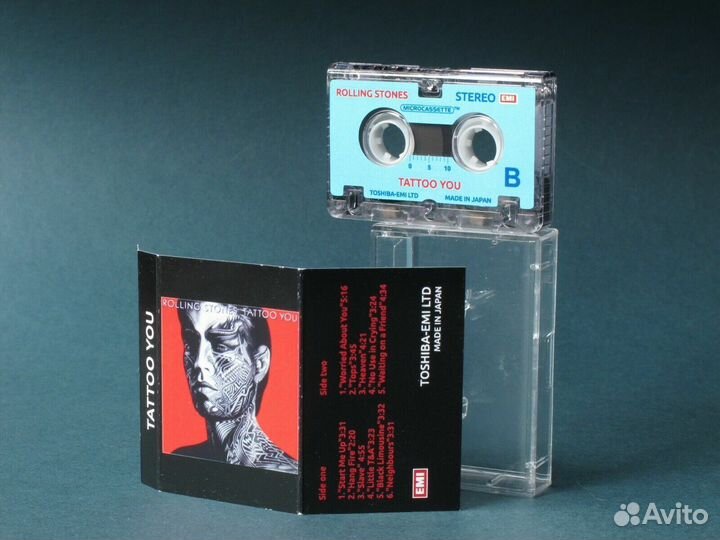 ROLLING STONES
STEREO EMI
MICROCASSETTE™
0 5 10
TATTOO YOU
B
TOSHIBA-EMI LTD
MADE IN JAPAN
TATTOO YOU
ROLLING STONES TATTOO YOU
Side one
1."Start Me Up"3:31
2."Hang Fire"2:20
3."Slave" 4:55
4."Little T&A"3:23
5."Black Limousine"3:32
6."Neighbours"3:31
Side two
1."Worried About You"5:16
2."Tops"3:45
3."Heaven"4:21
4."No Use in Crying"3:24
5."Waiting on a Friend"4:34
EMI
TOSHIBA-EMI LTD
MADE IN JAPAN
Avito